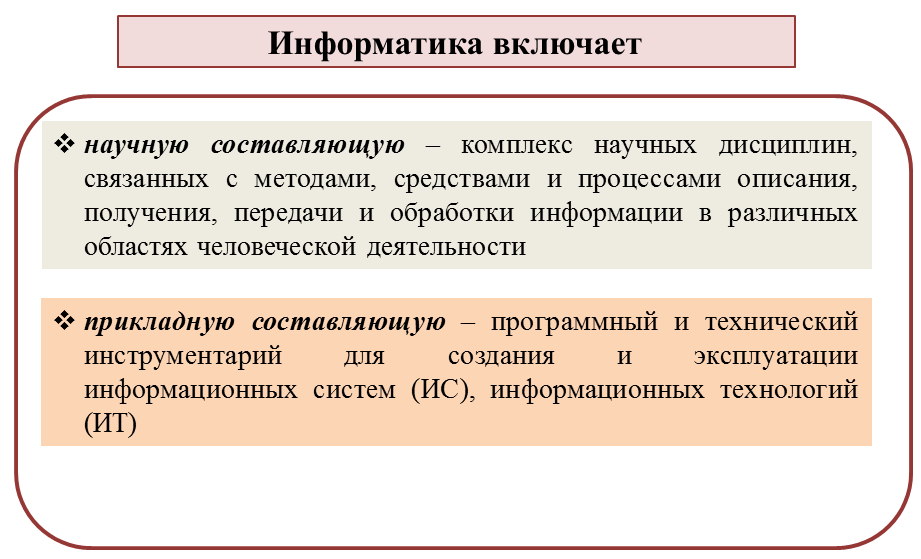 Информатика включает
❖ научную составляющую – комплекс научных дисциплин,
связанных с методами, средствами и процессами описания,
получения, передачи и обработки информации в различных
областях человеческой деятельности
❖ прикладную составляющую – программный и технический
инструментарий для создания и эксплуатации
информационных систем (ИС), информационных технологий
(ИТ)